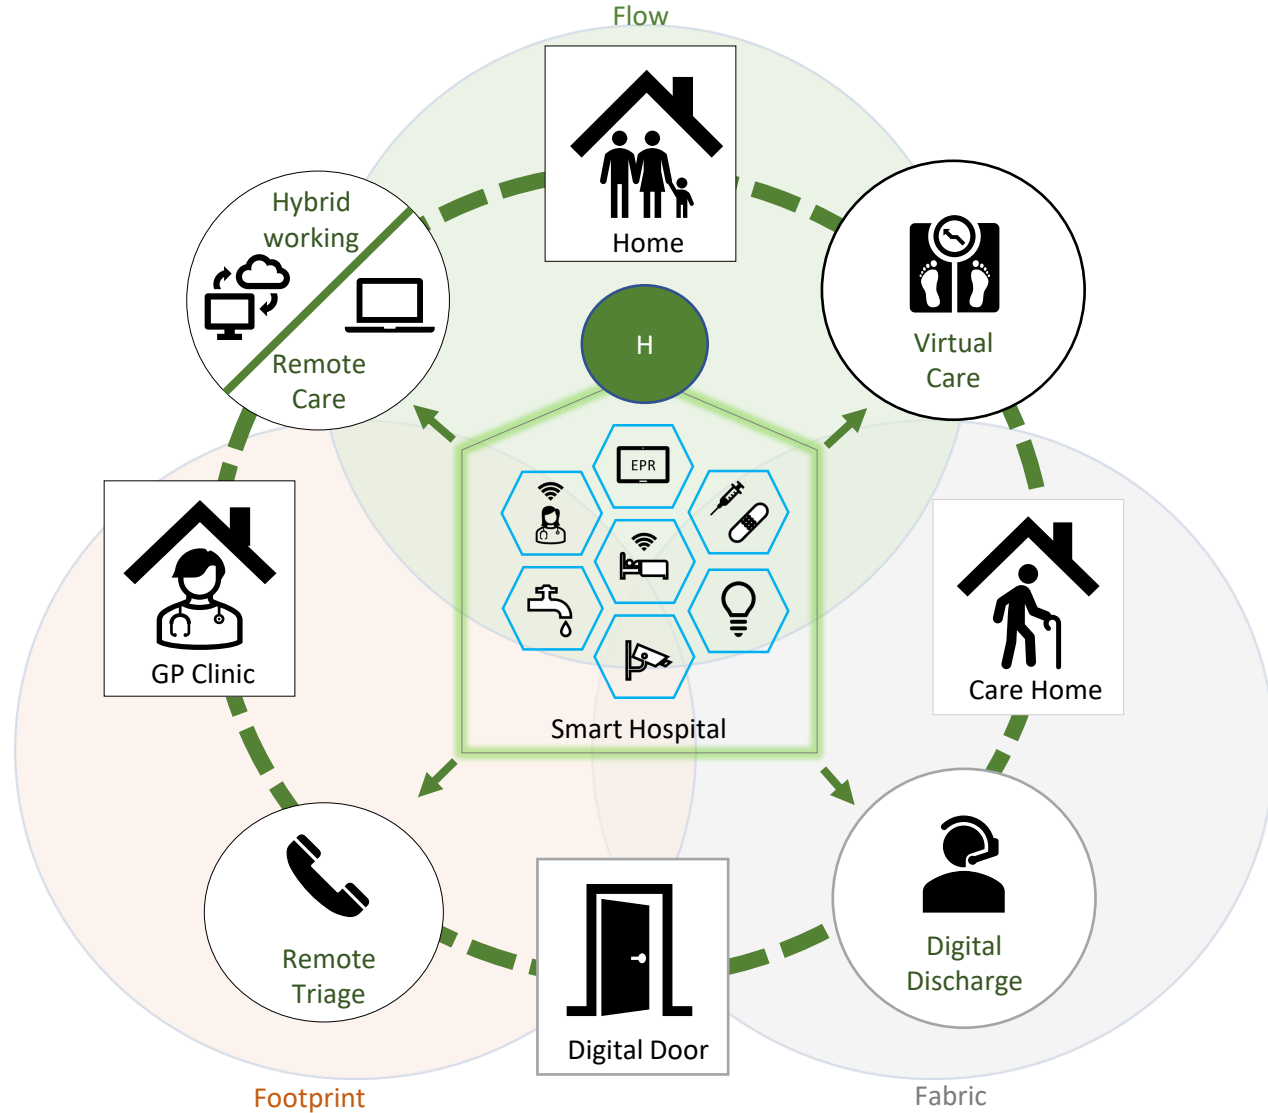 Flow
Home
Hybrid
working
Remote
Care
H
Virtual
Care
EPR
Smart Hospital
GP Clinic
Care Home
Remote
Triage
Digital Door
Digital
Discharge
Footprint
Fabric